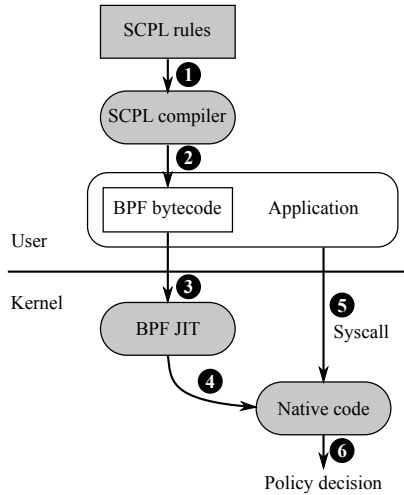 SCPL rules
1
SCPL compiler
2
BPF bytecode
Application
User
Kernel
3
5
BPF JIT
Syscall
4
Native code
6
Policy decision